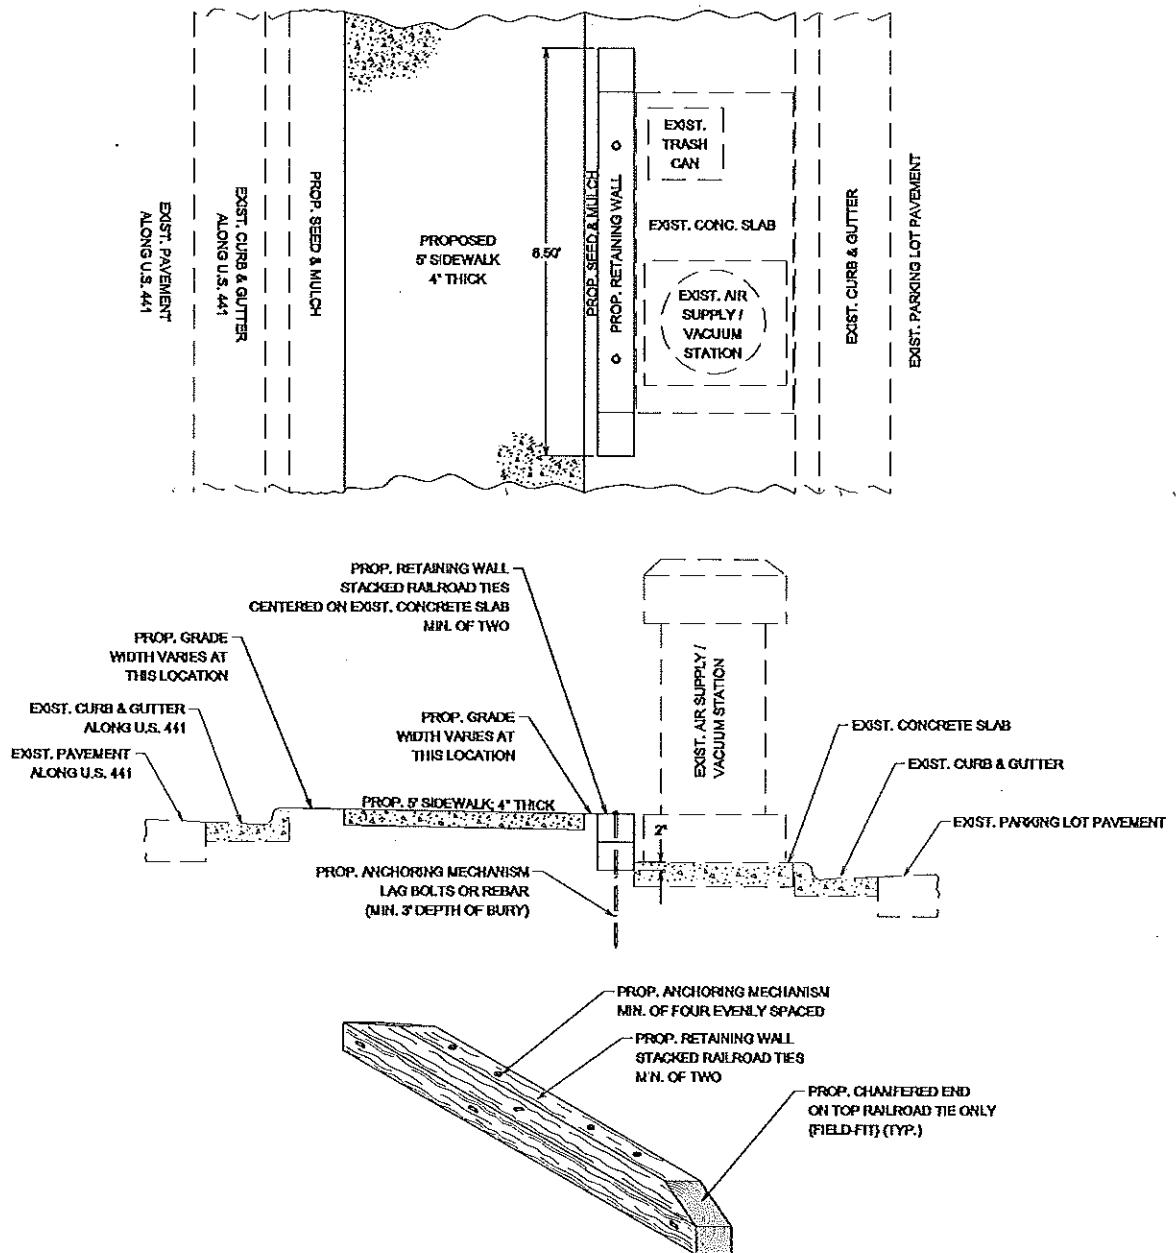 EXIST. PAVEMENT
ALONG U.S. 441
EXIST. CURB & GUTTER
ALONG U.S. 441
PROP. SEED & MULCH
PROPOSED
5' SIDEWALK
4" THICK
8.50'
PROP. SEED & MULCH
PROP. RETAINING WALL
EXIST.
TRASH
CAN
EXIST. CONC. SLAB
EXIST. AIR
SUPPLY /
VACUUM
STATION
EXIST. CURB & GUTTER
EXIST. PARKING LOT PAVEMENT
PROP. RETAINING WALL
STACKED RAILROAD TIES
CENTERED ON EXIST. CONCRETE SLAB
MIN. OF TWO
PROP. GRADE
WIDTH VARIES AT
THIS LOCATION
EXIST. CURB & GUTTER
ALONG U.S. 441
EXIST. PAVEMENT
ALONG U.S. 441
PROP. GRADE
WIDTH VARIES AT
THIS LOCATION
EXIST. AIR SUPPLY /
VACUUM STATION
EXIST. CONCRETE SLAB
EXIST. CURB & GUTTER
EXIST. PARKING LOT PAVEMENT
PROP. 5' SIDEWALK; 4" THICK
2"
PROP. ANCHORING MECHANISM
LAG BOLTS OR REBAR
(MIN. 3' DEPTH OF BURY)
PROP. ANCHORING MECHANISM
MIN. OF FOUR EVENLY SPACED
PROP. RETAINING WALL
STACKED RAILROAD TIES
MIN. OF TWO
PROP. CHAMFERED END
ON TOP RAILROAD TIE ONLY
(FIELD-FIT) (TYP.)